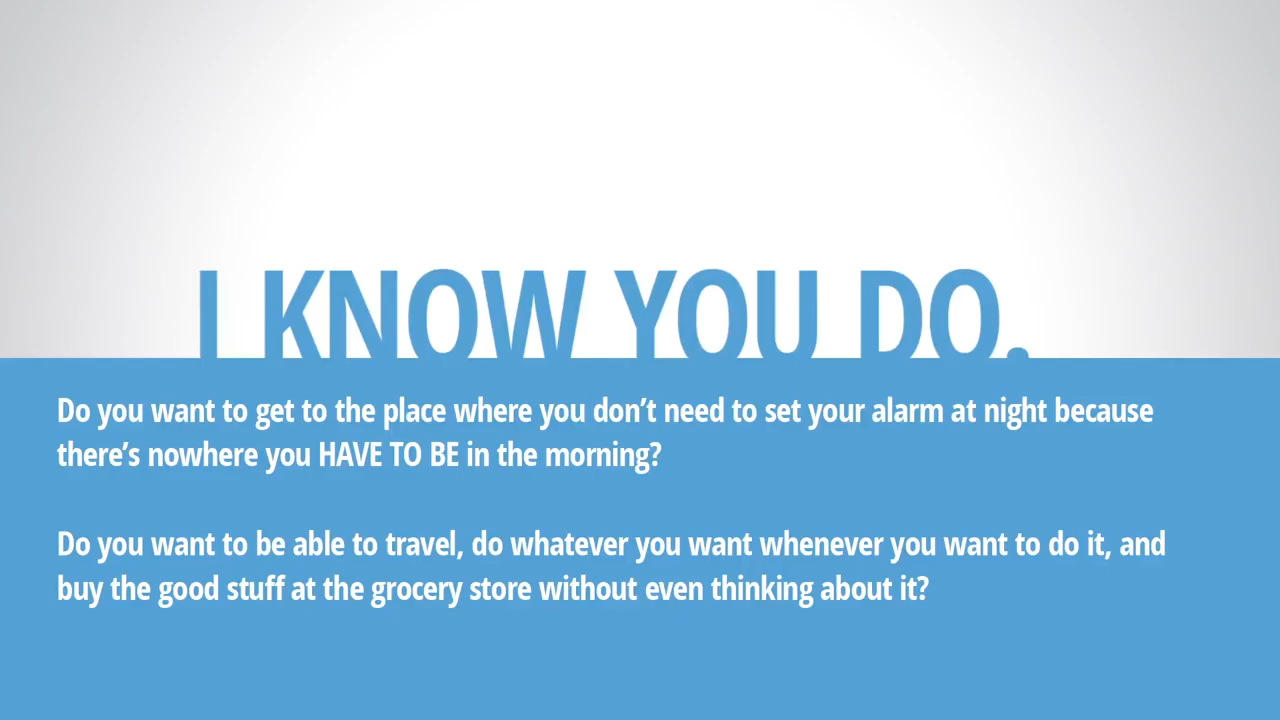 I KNOW YOU DO.
Do you want to get to the place where you don’t need to set your alarm at night because
there’s nowhere you HAVE TO BE in the morning?
Do you want to be able to travel, do whatever you want whenever you want to do it, and
buy the good stuff at the grocery store without even thinking about it?